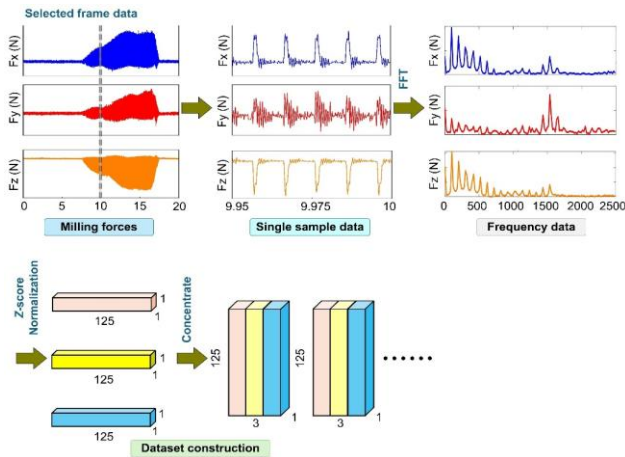 Selected frame data
Fx (N)
Fy (N)
Fz (N)
0 5 10 15 20
Milling forces
Fx (N)
Fy (N)
Fz (N)
9.95 9.975 10
Single sample data
FFT
Fx (N)
Fy (N)
Fz (N)
0 500 1000 1500 2000 2500
Frequency data
Z-score
Normalization
125
1
1
125
1
1
125
1
1
Concentrate
125
3
1
125
3
1
Dataset construction